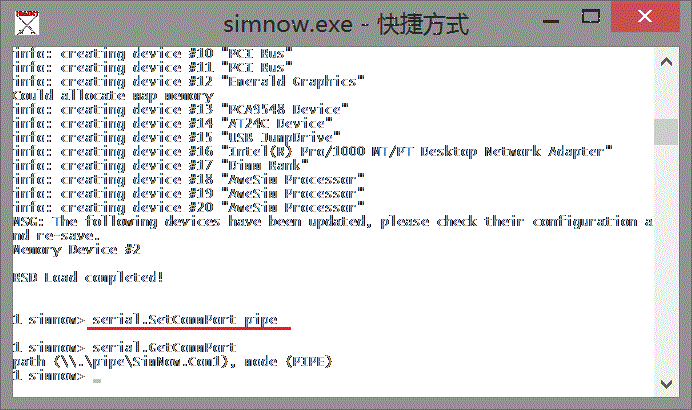 simnow.exe - 快捷方式
info: creating device #10 "PCI Bus"
info: creating device #11 "PCI Bus"
info: creating device #12 "Emerald Graphics"
Could allocate map memory
info: creating device #13 "PCA9548 Device"
info: creating device #14 "AT24C Device"
info: creating device #15 "USB JumpDrive"
info: creating device #16 "Intel(R) Pro/1000 MT/PT Desktop Network Adapter"
info: creating device #17 "Dimm Bank"
info: creating device #18 "AweSim Processor"
info: creating device #19 "AweSim Processor"
info: creating device #20 "AweSim Processor"
MSG: The following devices have been updated, please check their configuration a
nd re-save.
Memory Device #2
BSD Load completed!
1 simnow> serial.SetCommPort pipe
1 simnow> serial.GetCommPort
path (\\.\pipe\SimNow.Com1), mode (PIPE)
1 simnow>